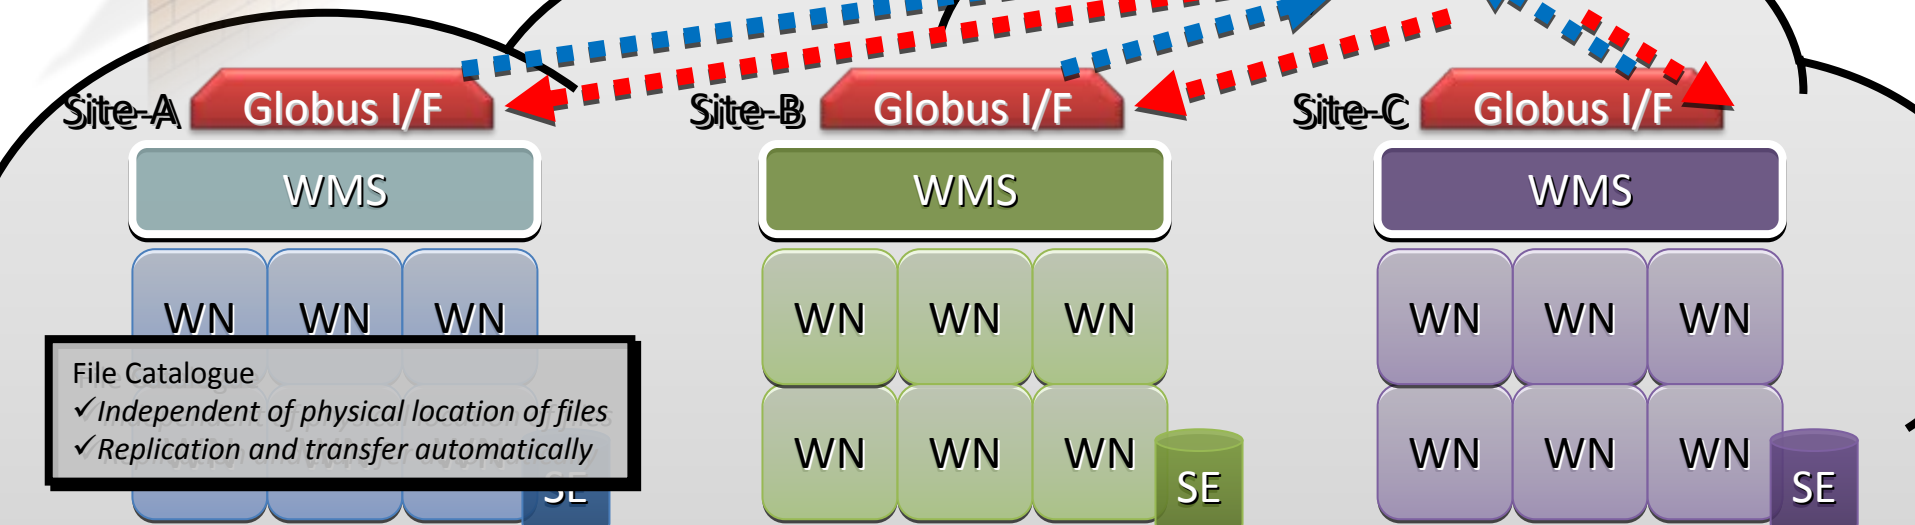 Site-A Globus I/F Site-B Globus I/F Site-C Globus I/F
WMS WMS WMS
WN WN WN WN WN WN WN WN WN
File Catalogue
✓Independent of physical location of files
✓Replication and transfer automatically
WN WN WN WN WN WN
SE SE SE